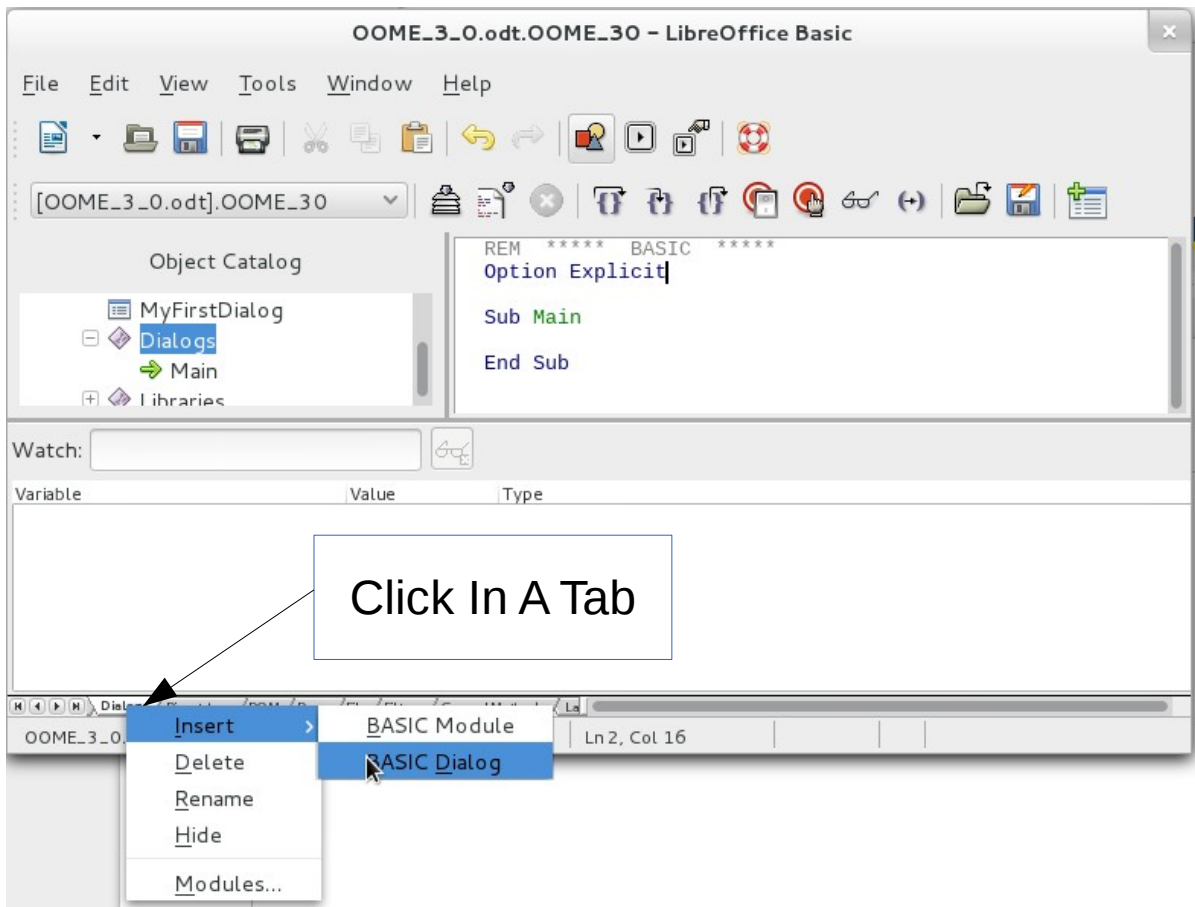 OOME_3_0.odt.OOME_30 – LibreOffice Basic
File Edit View Tools Window Help
[OOME_3_0.odt].OOME_30
Object Catalog
MyFirstDialog
Dialogs
Main
Libraries
REM ***** BASIC *****
Option Explicit
Sub Main
End Sub
Watch:
Variable Value Type
Click In A Tab
OOME_3_0.
Ln 2, Col 16
Insert
Delete
Rename
Hide
Modules...
BASIC Module
BASIC Dialog